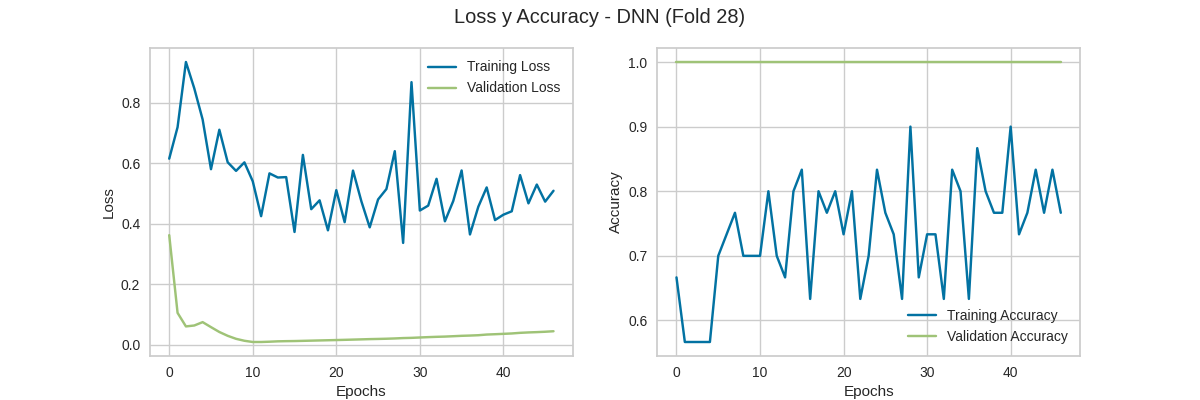 Loss y Accuracy - DNN (Fold 28)
Loss
0.8
0.6
0.4
0.2
0.0
0 10 20 30 40
Epochs
Training Loss
Validation Loss
Accuracy
1.0
0.9
0.8
0.7
0.6
0 10 20 30 40
Epochs
Training Accuracy
Validation Accuracy